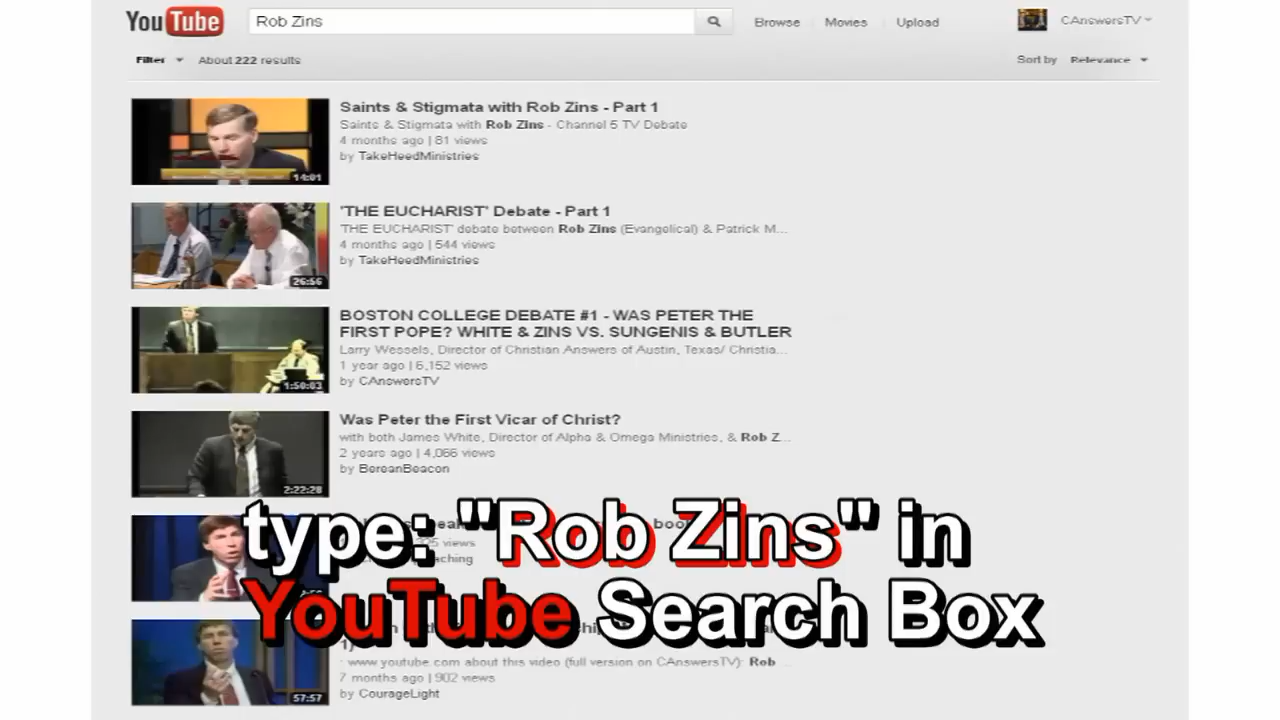 YouTube
Rob Zins
Browse
Movies
Upload
CAnswersTV
Filter
About 222 results
Sort by
Relevance
Saints & Stigmata with Rob Zins - Part 1
Saints & Stigmata with Rob Zins - Channel 5 TV Debate
4 months ago | 81 views
by TakeHeedMinistries
14:01
'THE EUCHARIST' Debate - Part 1
'THE EUCHARIST' debate between Rob Zins (Evangelical) & Patrick M...
4 months ago | 544 views
by TakeHeedMinistries
26:56
BOSTON COLLEGE DEBATE #1 - WAS PETER THE
FIRST POPE? WHITE & ZINS VS. SUNGENIS & BUTLER
Larry Wessels, Director of Christian Answers of Austin, Texas/ Christia...
1 year ago | 6,152 views
by CAnswersTV
1:50:03
Was Peter the First Vicar of Christ?
with both James White, Director of Alpha & Omega Ministries, & Rob Z...
2 years ago | 4,066 views
by BereanBeacon
2:22:28
type: "Rob Zins" in
YouTube Search Box
views
www.youtube.com about this video (full version on CAnswersTV): Rob
7 months ago | 902 views
by CourageLight
57:57